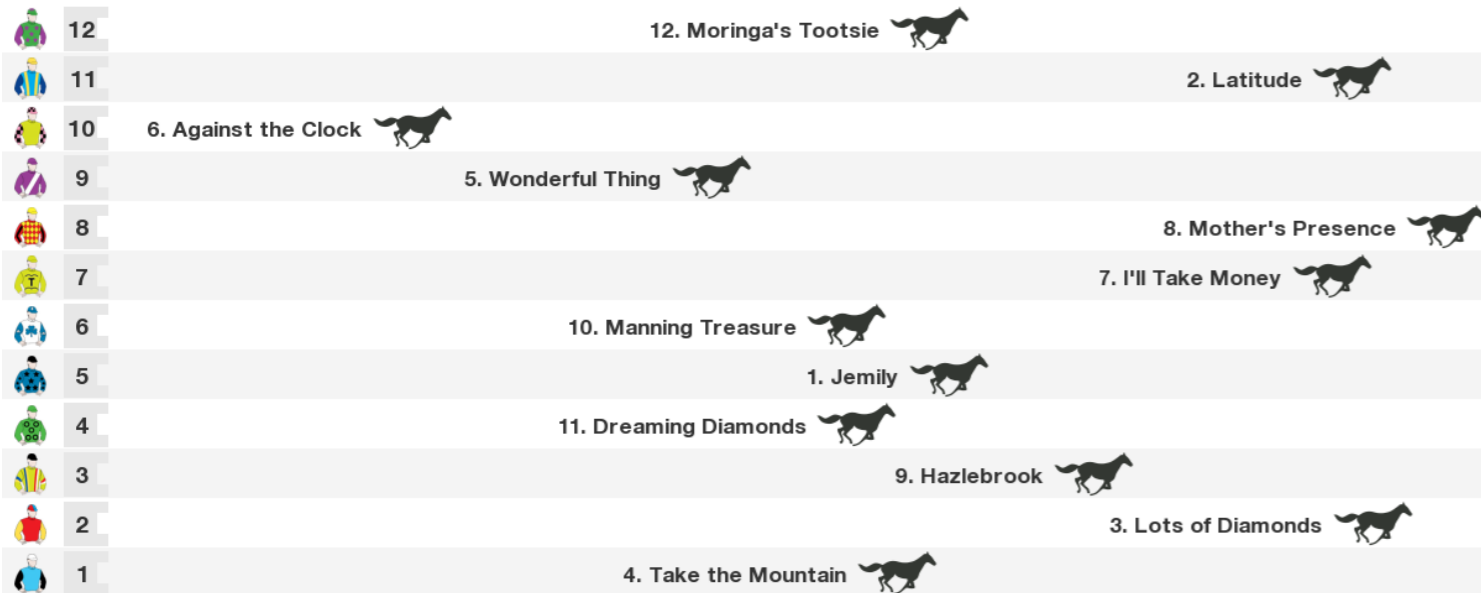 12 12. Moringa's Tootsie
11 2. Latitude
10 6. Against the Clock
9 5. Wonderful Thing
8 8. Mother's Presence
7 7. I'll Take Money
6 10. Manning Treasure
5 1. Jemily
4 11. Dreaming Diamonds
3 9. Hazlebrook
2 3. Lots of Diamonds
1 4. Take the Mountain